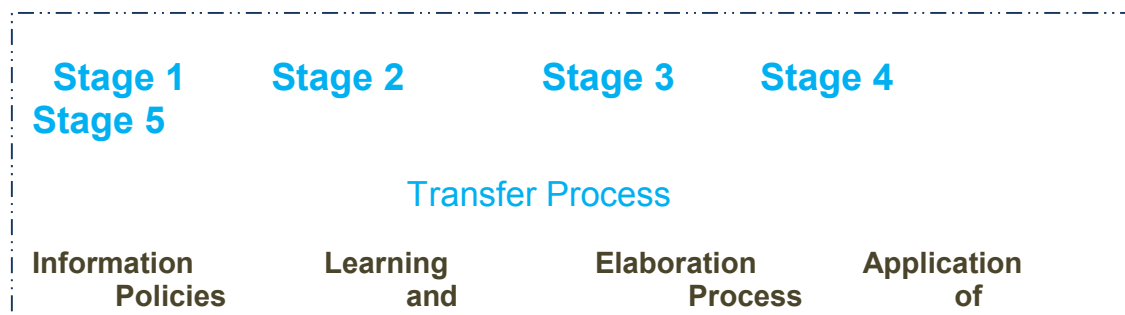 Stage 1 Stage 2 Stage 3 Stage 4
Stage 5
Transfer Process
Information Learning Elaboration Application
Policies and Process of